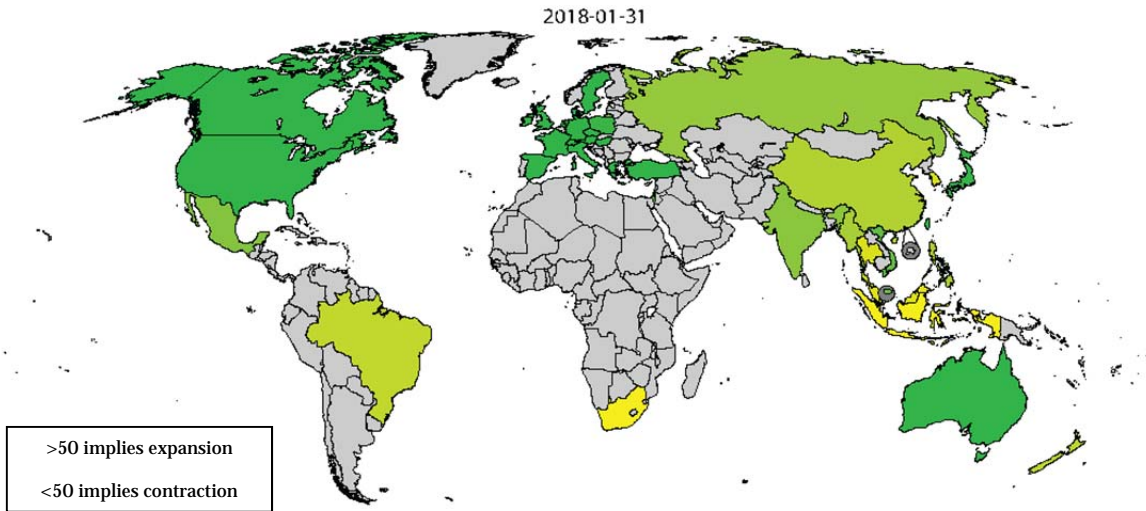 2018-01-31
>50 implies expansion
<50 implies contraction